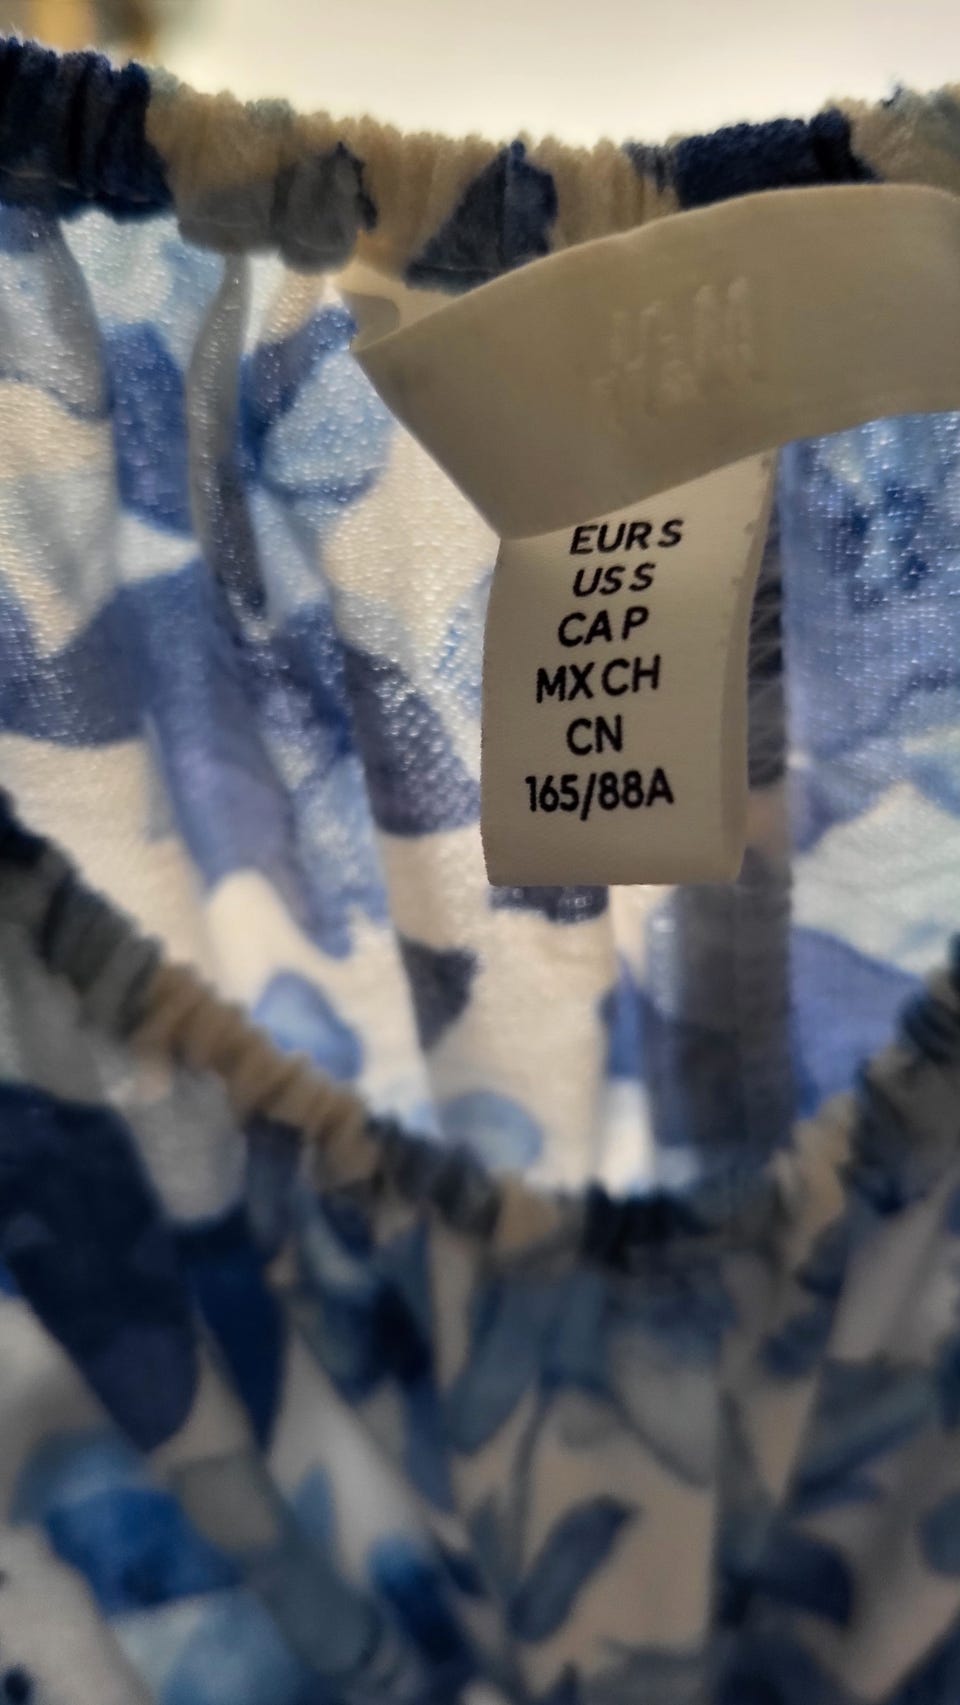 H&M
EUR S
US S
CA P
MX CH
CN
165/88A